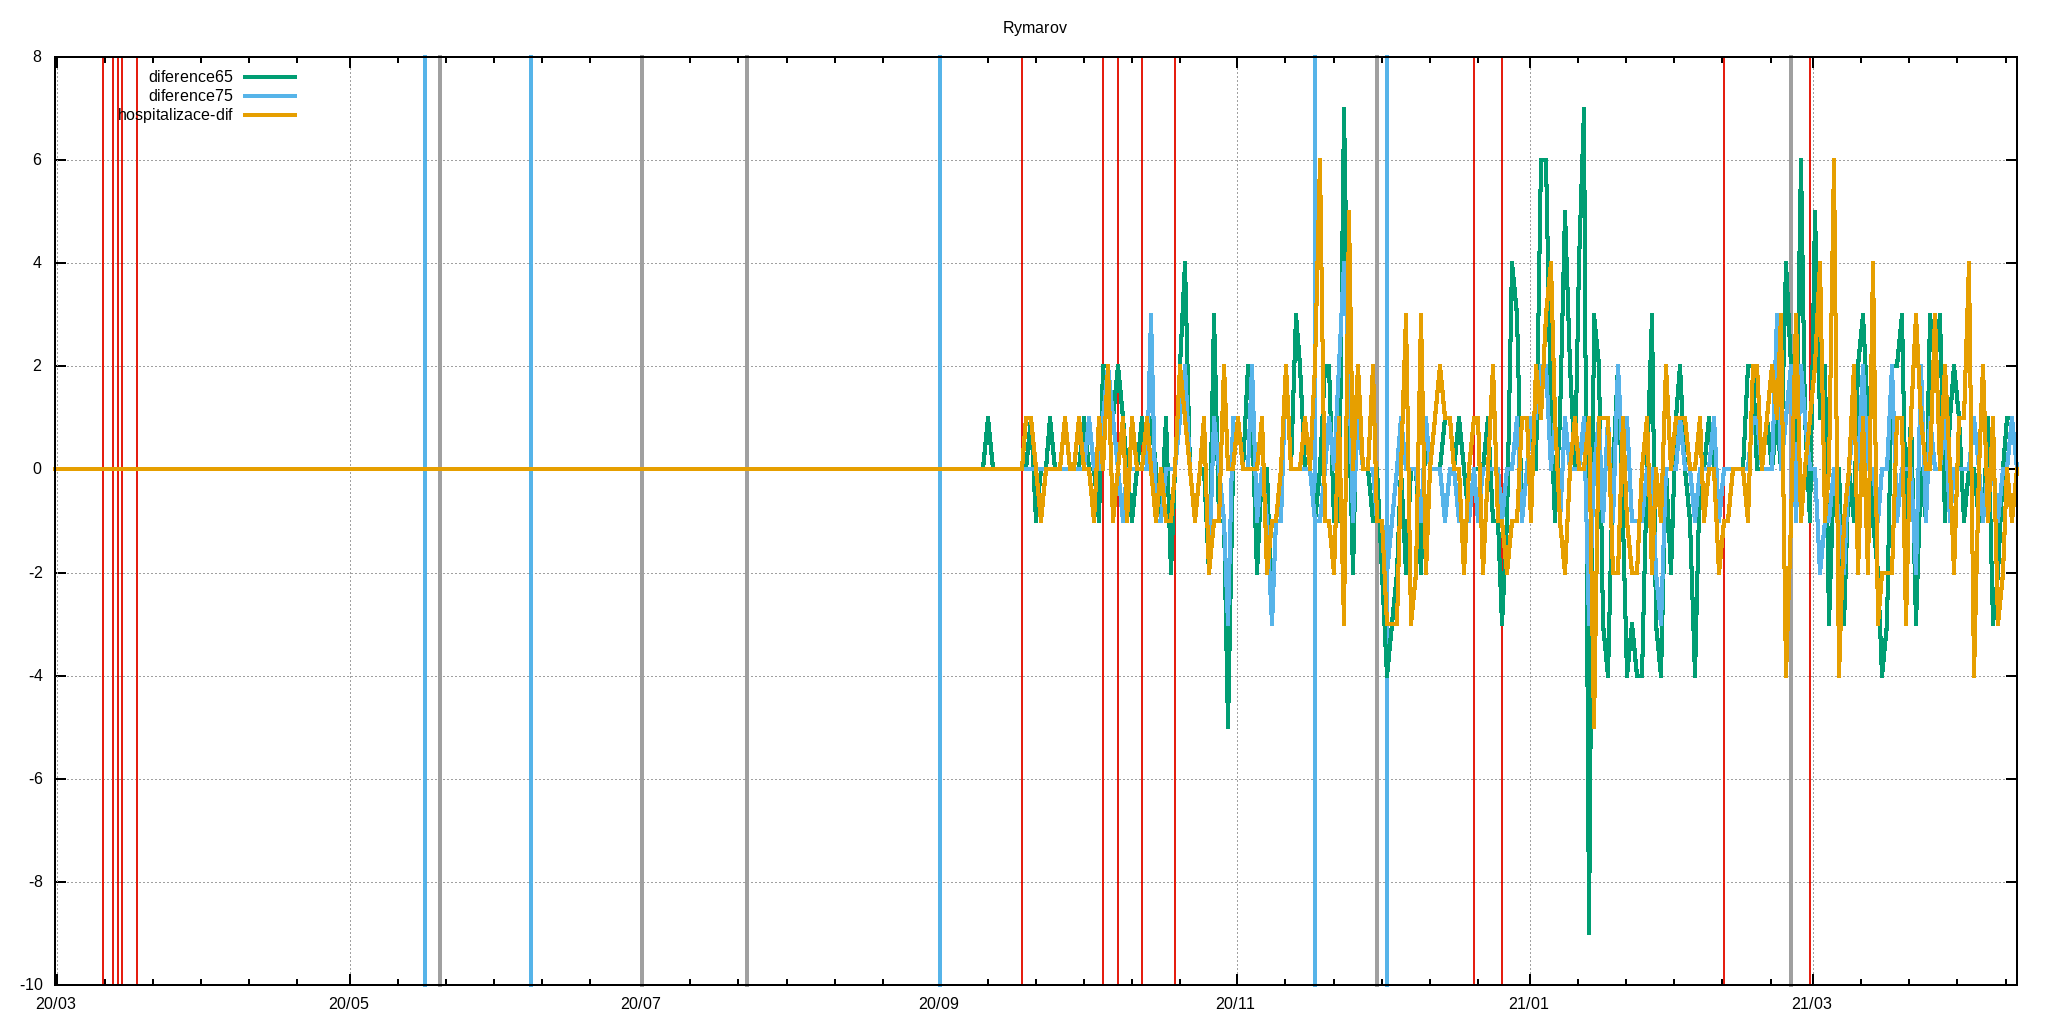 Rymarov
8
diference65
diference75
hospitalizace-dif
6
4
2
0
-2
-4
-6
-8
-10
20/03 20/05 20/07 20/09 20/11 21/01 21/03